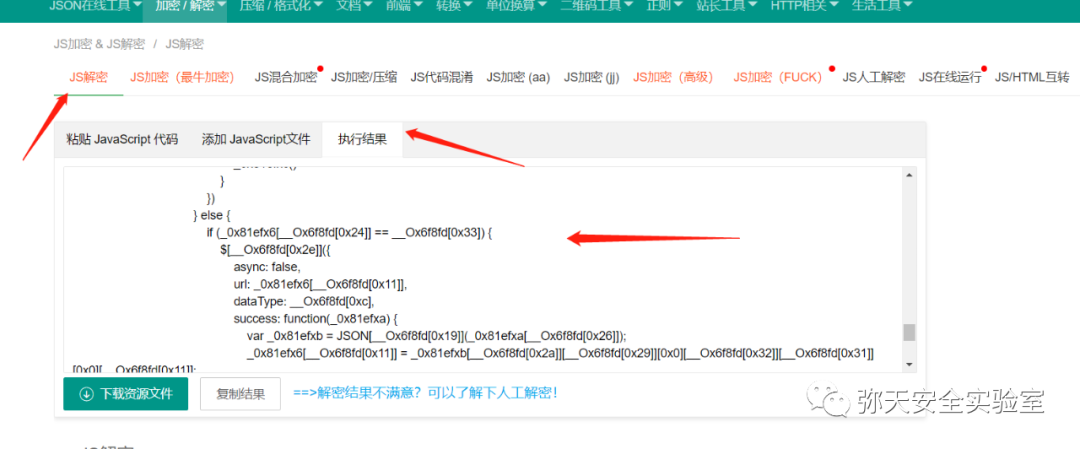 JSON在线工具 加密 / 解密 压缩 / 格式化 文档 前端 转换 单位换算 二维码工具 正则 站长工具 HTTP相关 生活工具
JS加密 & JS解密 / JS解密
JS解密 JS加密（最牛加密） JS混合加密 JS加密/压缩 JS代码混淆 JS加密 (aa) JS加密 (jj) JS加密（高级） JS加密（FUCK） JS人工解密 JS在线运行 JS/HTML互转
粘贴 JavaScript 代码 添加 JavaScript文件 执行结果
}
})
} else {
if (_0x81efx6[__Ox6f8fd[0x24]] == __Ox6f8fd[0x33]) {
$[__Ox6f8fd[0x2e]]({
async: false,
url: _0x81efx6[__Ox6f8fd[0x11]],
dataType: __Ox6f8fd[0xc],
success: function(_0x81efxa) {
var _0x81efxb = JSON[__Ox6f8fd[0x19]](_0x81efxa[__Ox6f8fd[0x26]]);
_0x81efx6[__Ox6f8fd[0x11]] = _0x81efxb[__Ox6f8fd[0x2a]][__Ox6f8fd[0x29]][0x0][__Ox6f8fd[0x32]][__Ox6f8fd[0x31]]
[0x0][__Ox6f8fd[0x11]];
下载资源文件 复制结果 ==>解密结果不满意？可以了解下人工解密！
弥天安全实验室
JS解密